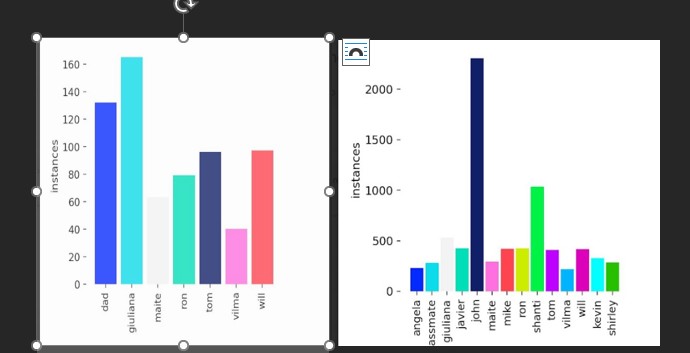 160
140
120
100
80
60
40
20
0
instances
dad
giuliana
maite
ron
tom
vilma
will
2000
1500
1000
500
0
instances
angela
assmate
giuliana
javier
john
maite
mike
ron
shanti
tom
vilma
will
kevin
shirley